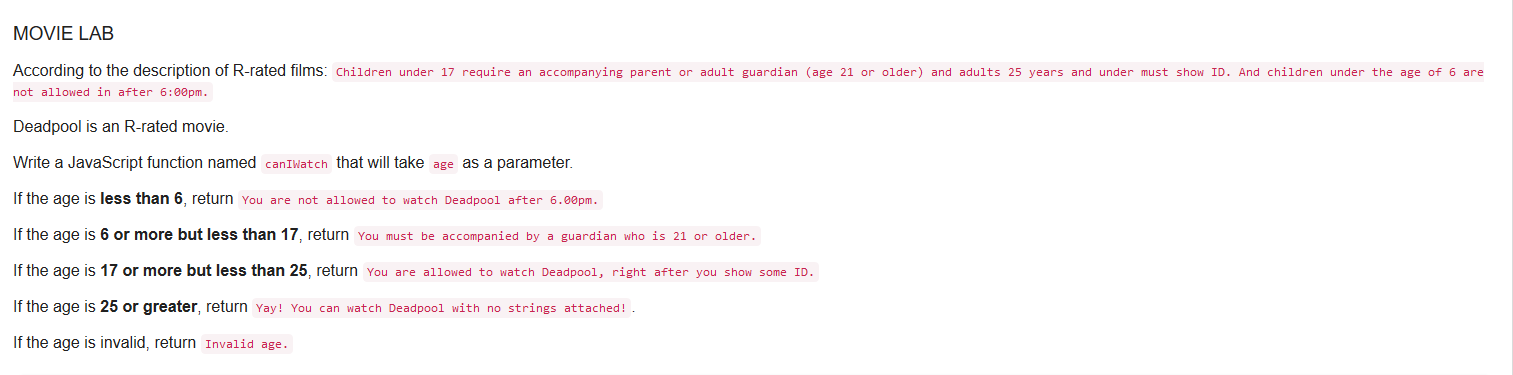 MOVIE LAB
According to the description of R-rated films: Children under 17 require an accompanying parent or adult guardian (age 21 or older) and adults 25 years and under must show ID. And children under the age of 6 are
not allowed in after 6:00pm.
Deadpool is an R-rated movie.
Write a JavaScript function named canIWatch that will take age as a parameter.
If the age is less than 6, return You are not allowed to watch Deadpool after 6.00pm.
If the age is 6 or more but less than 17, return You must be accompanied by a guardian who is 21 or older.
If the age is 17 or more but less than 25, return You are allowed to watch Deadpool, right after you show some ID.
If the age is 25 or greater, return Yay! You can watch Deadpool with no strings attached!.
If the age is invalid, return Invalid age.